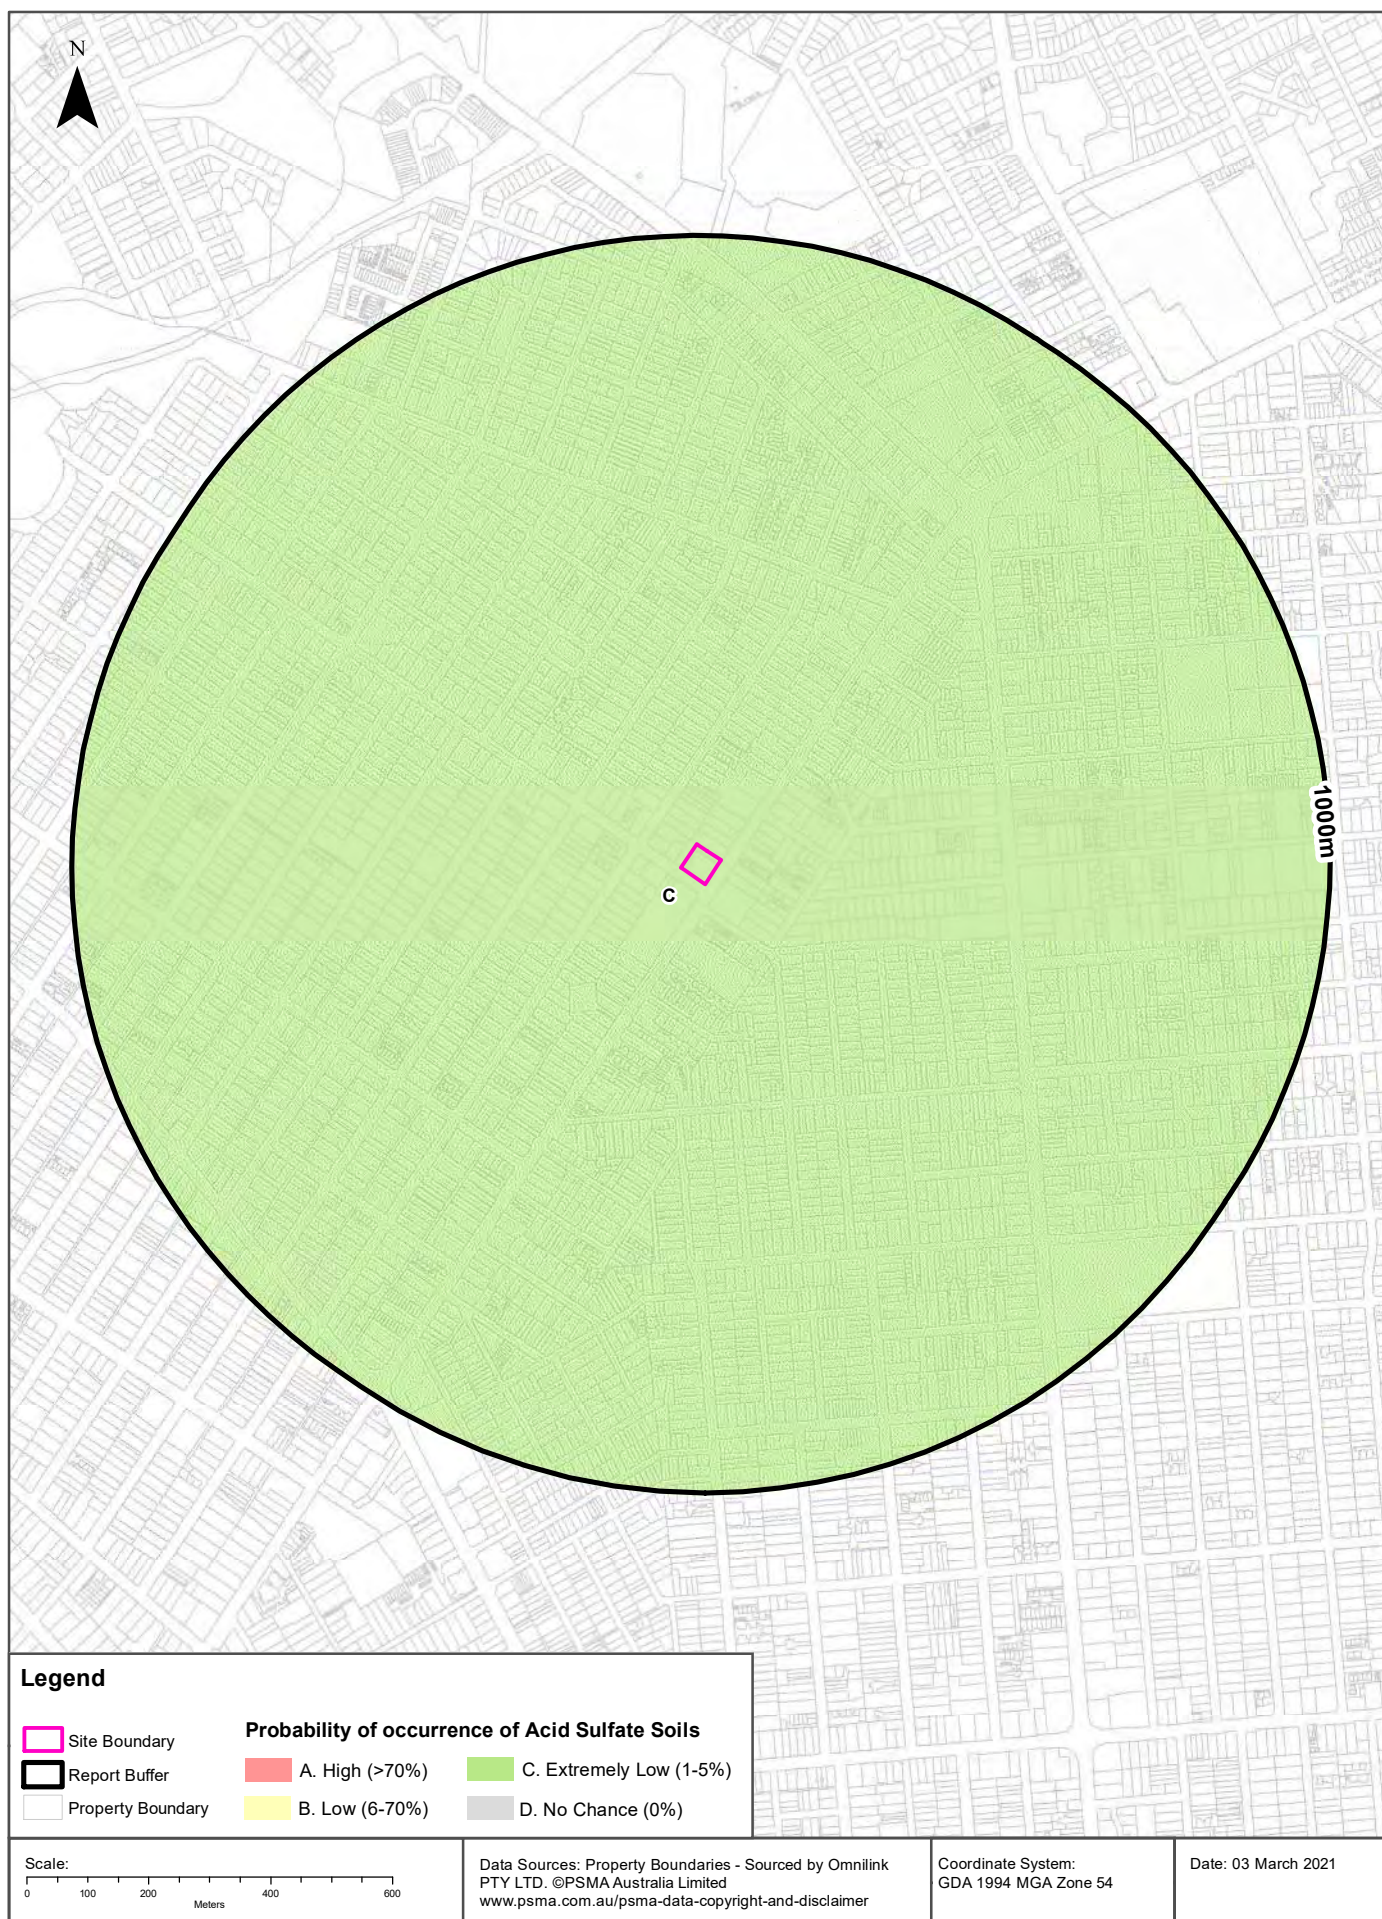 N
1000m
C
Legend
Site Boundary
Report Buffer
Property Boundary
Probability of occurrence of Acid Sulfate Soils
A. High (>70%)
B. Low (6-70%)
C. Extremely Low (1-5%)
D. No Chance (0%)
Scale:
0 100 200 400 600
Meters
Data Sources: Property Boundaries - Sourced by Omnilink
PTY LTD. ©PSMA Australia Limited
www.psma.com.au/psma-data-copyright-and-disclaimer
Coordinate System:
GDA 1994 MGA Zone 54
Date: 03 March 2021